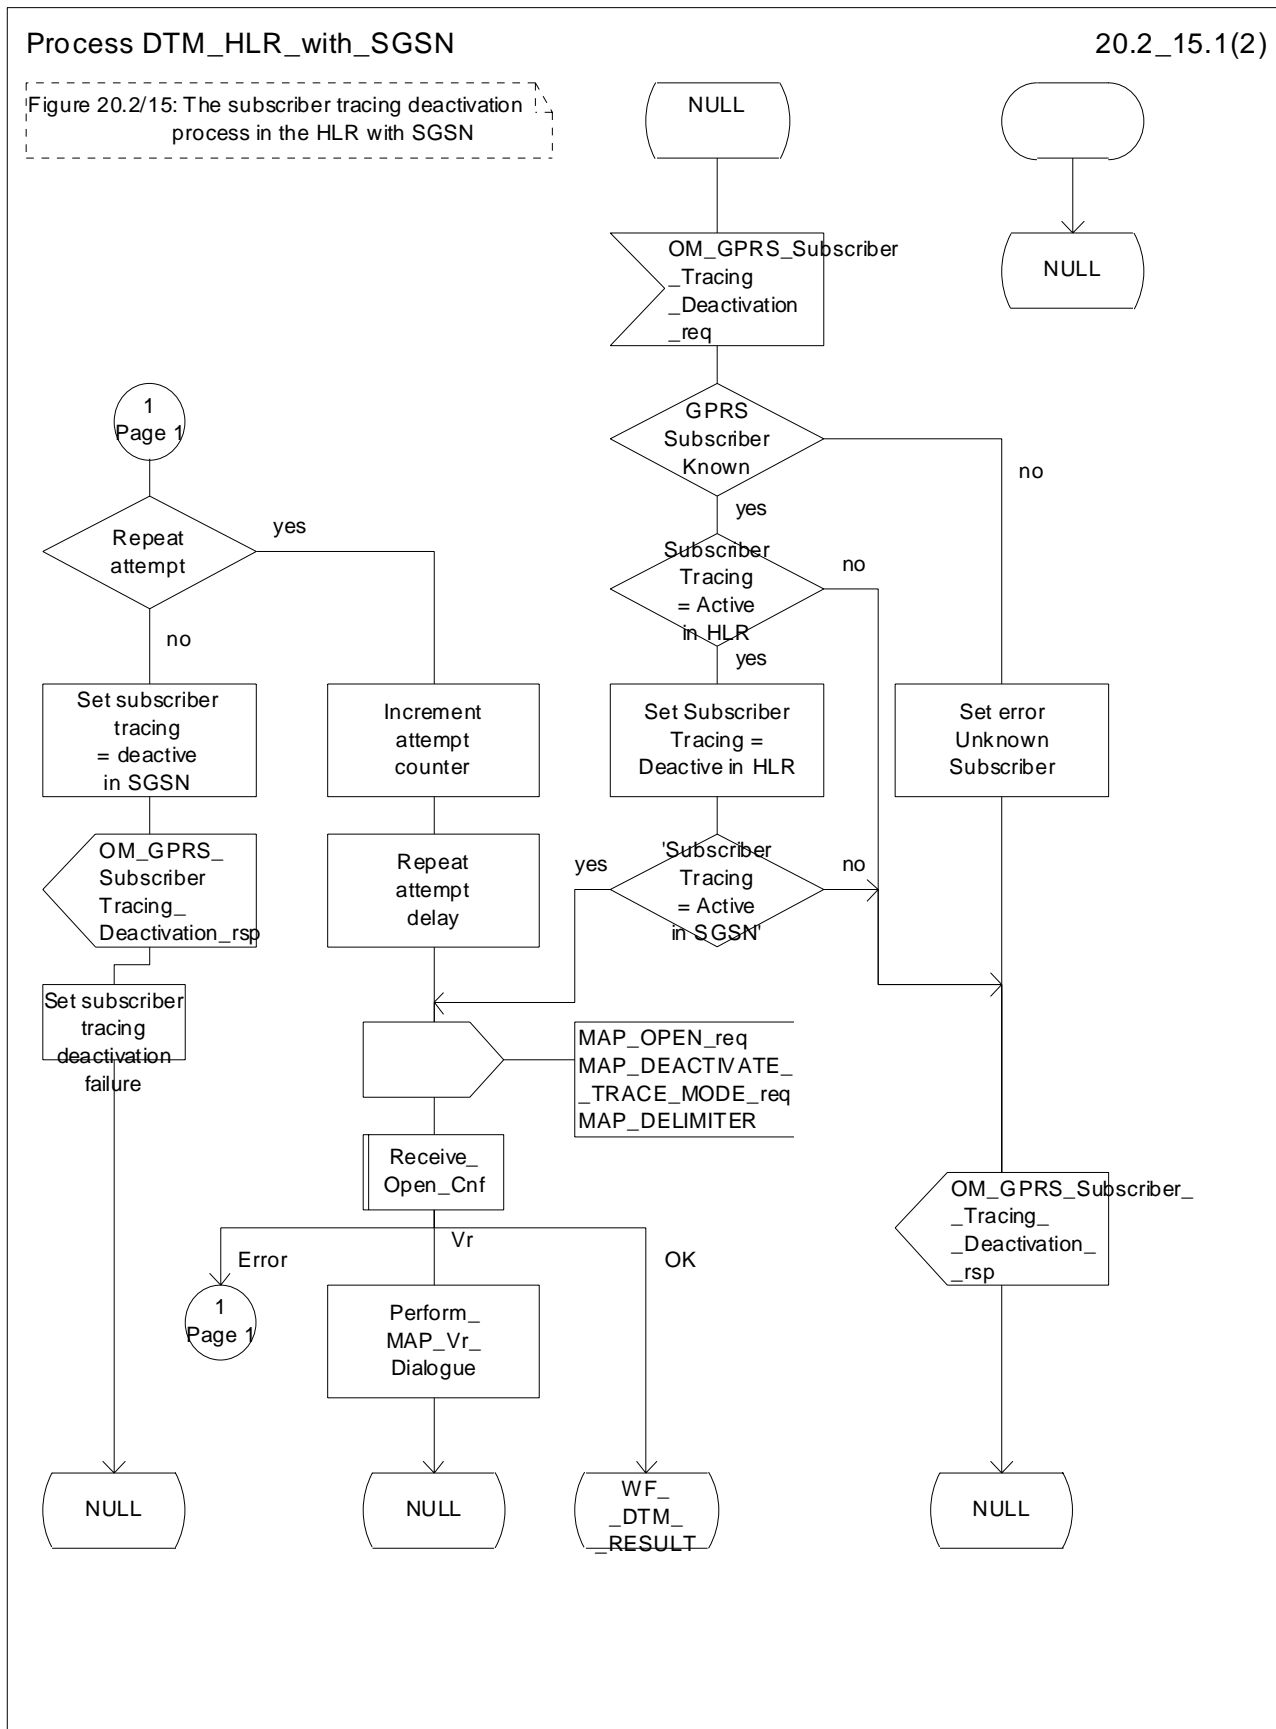 Process DTM_HLR_with_SGSN
20.2_15.1(2)
Figure 20.2/15: The subscriber tracing deactivation
process in the HLR with SGSN
NULL
NULL
OM_GPRS_Subscriber
_Tracing
_Deactivation
_req
1
Page 1
GPRS
Subscriber
Known
no
yes
Repeat
attempt
yes
no
Subscriber
Tracing
= Active
in HLR
no
yes
Set subscriber
tracing
= deactive
in SGSN
Increment
attempt
counter
Set Subscriber
Tracing =
Deactive in HLR
Set error
Unknown
Subscriber
OM_GPRS_
Subscriber
Tracing_
Deactivation_rsp
Repeat
attempt
delay
yes
'Subscriber
Tracing
= Active
in SGSN'
no
Set subscriber
tracing
deactivation
failure
MAP_OPEN_req
MAP_DEACTIVATE_
_TRACE_MODE_req
MAP_DELIMITER
Receive_
Open_Cnf
OM_GPRS_Subscriber_
_Tracing_
_Deactivation_
_rsp
Error
Vr
OK
1
Page 1
Perform_
MAP_Vr_
Dialogue
NULL
NULL
WF_
_DTM_
_RESULT
NULL